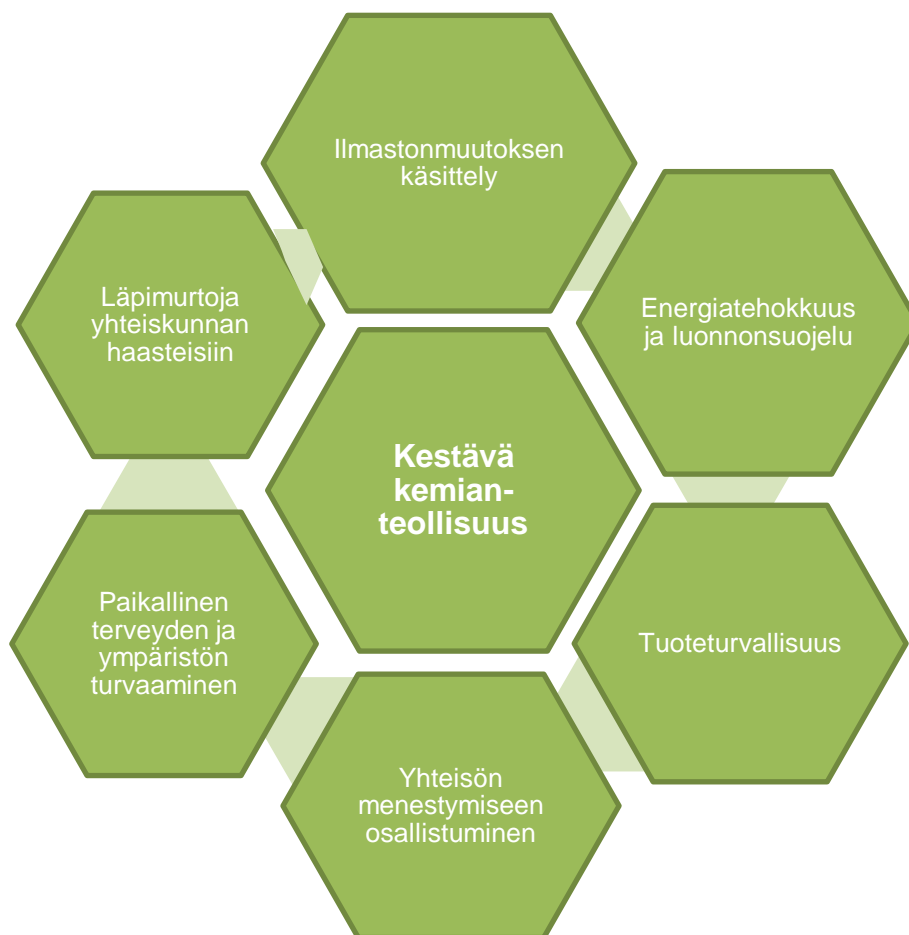 Ilmastonmuutoksen
käsittely
Energiatehokkuus
ja luonnonsuojelu
Tuoteturvallisuus
Yhteisön
menestymiseen
osallistuminen
Paikallinen
terveyden ja
ympäristön
turvaaminen
Läpimurtoja
yhteiskunnan
haasteisiin
Kestävä
kemian-
teollisuus